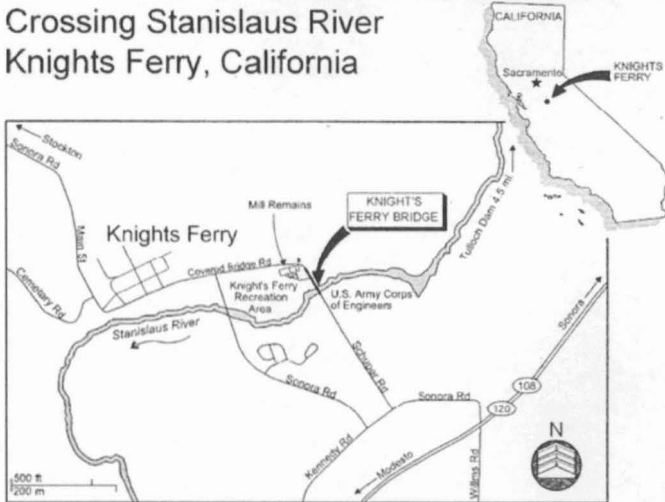 Crossing Stanislaus River
Knights Ferry, California
CALIFORNIA
Sacramento
KNIGHTS
FERRY
Stockton
Sonora Rd
Main St
Cemetary Rd
Knights Ferry
Mill Remains
KNIGHT'S
FERRY BRIDGE
Tulloch Dam 4.5 mi.
Covered Bridge Rd
Knight's Ferry
Recreation
Area
U.S. Army Corps
of Engineers
Stanislaus River
Schuper Rd
Sonora Rd
Sonora Rd
Kennedy Rd
Modesto
Willms Rd
120
108
Sonora
N
500 ft
200 m